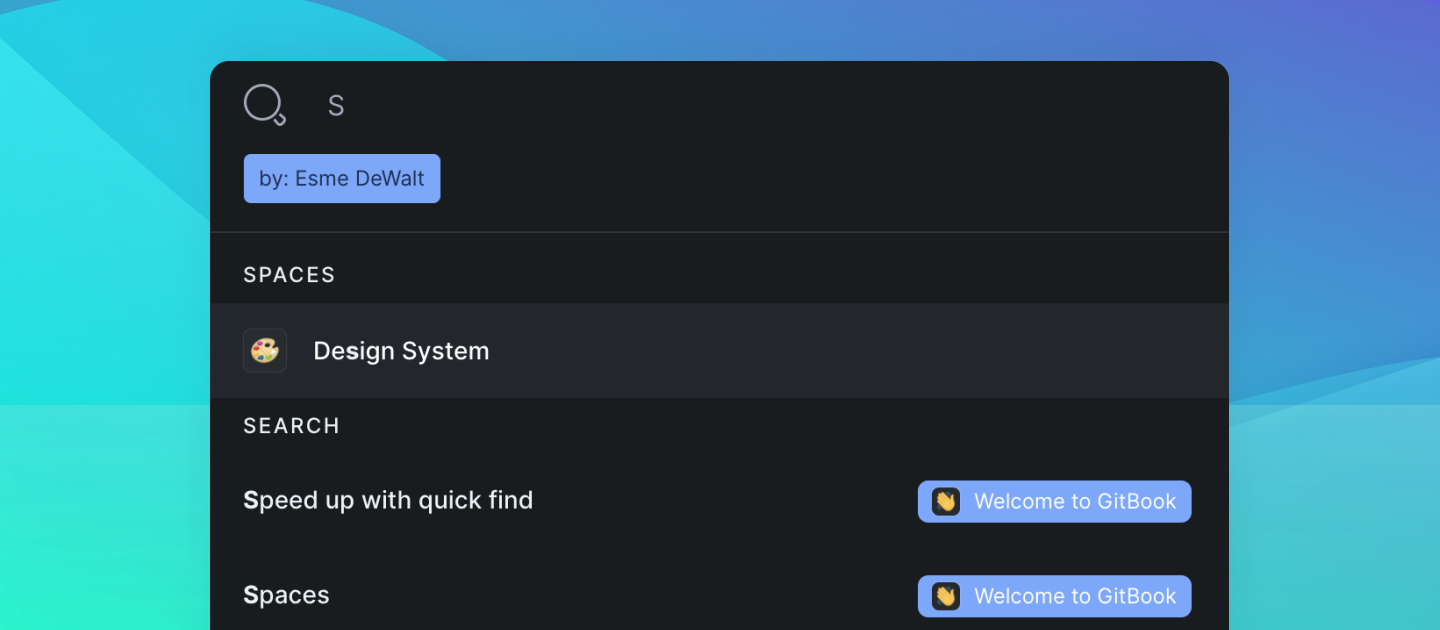 S
by: Esme DeWalt
SPACES
Design System
SEARCH
Speed up with quick find
Welcome to GitBook
Spaces
Welcome to GitBook